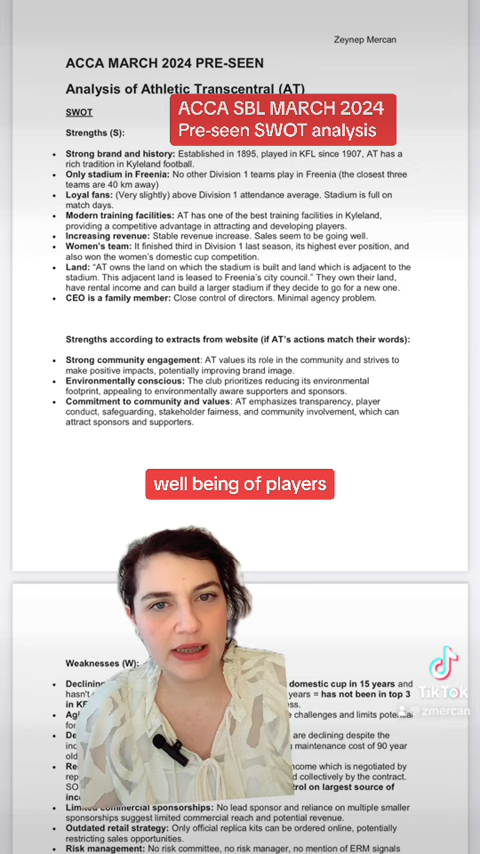 Zeynep Mercan
ACCA MARCH 2024 PRE-SEEN
Analysis of Athletic Transcentral (AT)
SWOT
ACCA SBL MARCH 2024
Pre-seen SWOT analysis
Strengths (S):
• Strong brand and history: Established in 1895, played in KFL since 1907, AT has a
rich tradition in Kyleland football.
• Only stadium in Freenia: No other Division 1 teams play in Freenia (the closest three
teams are 40 km away)
• Loyal fans: (Very slightly) above Division 1 attendance average. Stadium is full on
match days.
• Modern training facilities: AT has one of the best training facilities in Kyleland,
providing a competitive advantage in attracting and developing players.
• Increasing revenue: Stable revenue increase. Sales seem to be going well.
• Women's team: It finished third in Division 1 last season, its highest ever position, and
also won the women's domestic cup competition.
• Land: "AT owns the land on which the stadium is built and land which is adjacent to the
stadium. This adjacent land is leased to Freenia's city council." They own their land,
have rental income and can build a larger stadium if they decide to go for a new one.
• CEO is a family member: Close control of directors. Minimal agency problem.
Strengths according to extracts from website (if AT's actions match their words):
• Strong community engagement: AT values its role in the community and strives to
make positive impacts, potentially improving brand image.
• Environmentally conscious: The club prioritizes reducing its environmental
footprint, appealing to environmentally aware supporters and sponsors.
• Commitment to community and values: AT emphasizes transparency, player
conduct, safeguarding, stakeholder fairness, and community involvement, which can
attract sponsors and supporters.
well being of players
Weaknesses (W):
• Declining domestic cup in 15 years and
hasn't years = has not been in top 3
in
• challenges and limits potential
• are declining despite the
maintenance cost of 90 year
old
• income which is negotiated by
and collectively by the contract.
on largest source of
• Limited commercial sponsorships: No lead sponsor and reliance on multiple smaller
sponsorships suggest limited commercial reach and potential revenue.
• Outdated retail strategy: Only official replica kits can be ordered online, potentially
restricting sales opportunities.
• Risk management: No risk committee, no risk manager, no mention of ERM signals
TikTok
@zmercan